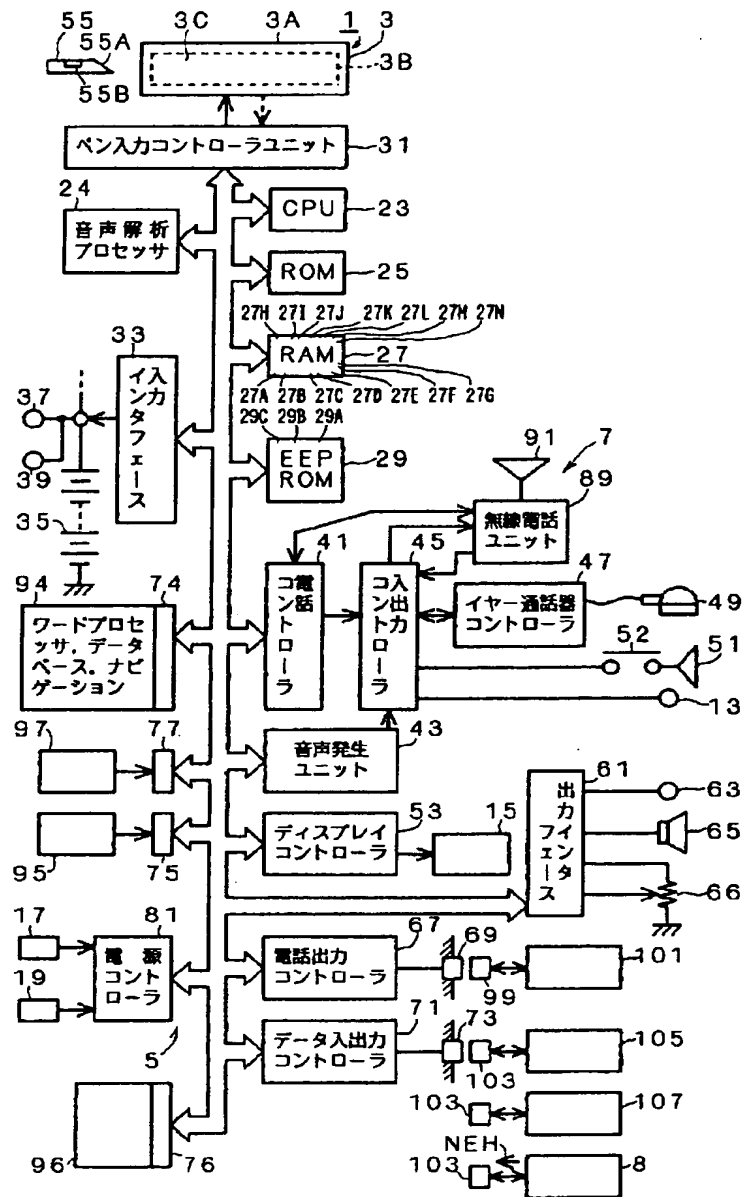 55
55A
55B
3C
3A
1
3
3B
ペン入力コントローラユニット
31
24
音声解析
プロセッサ
CPU
23
ROM
25
27H 27I 27J 27K 27L 27M 27N
RAM
27
27A 27B 27C 27D 27E 27F 27G
29C 29B 29A
EEP
ROM
29
33
入力
インタフェース
37
39
35
91
7
89
無線電話
ユニット
41
電話
コントローラ
45
入出力
コントローラ
47
イヤー通話器
コントローラ
49
52
51
13
94
74
ワードプロセ
ッサ，データ
ベース，ナビ
ゲーション
97
77
音声発生
ユニット
43
95
75
ディスプレイ
コントローラ
53
15
61
出力インタ
フェース
63
65
66
17
19
81
電源
コント
ローラ
5
67
電話出力
コントローラ
69
99
101
71
データ入出力
コントローラ
73
103
105
103
107
NEH
103
8
96
76